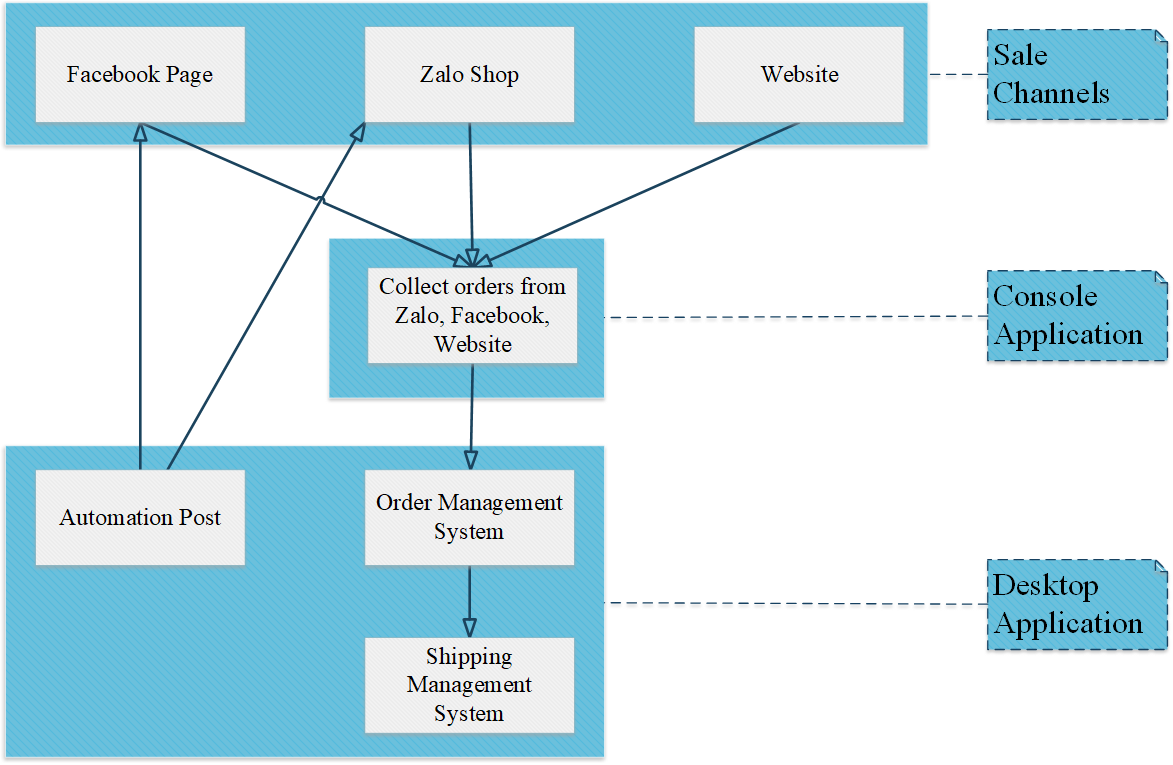 Facebook Page
Zalo Shop
Website
Sale
Channels
Collect orders from
Zalo, Facebook,
Website
Console
Application
Automation Post
Order Management
System
Desktop
Application
Shipping
Management
System